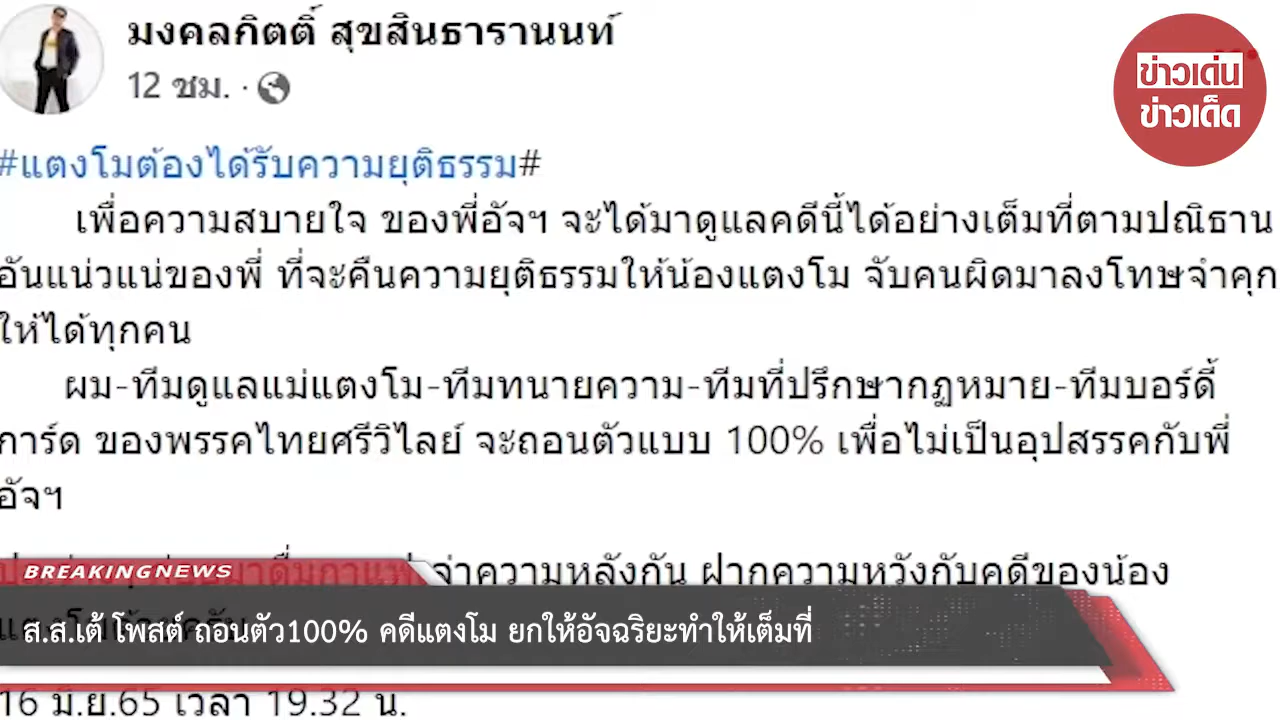 มงคลกิตติ์ สุขสินธารานนท์
12 ชม. ·
ข่าวเด่น
ข่าวเด็ด
#แตงโมต้องได้รับความยุติธรรม#
เพื่อความสบายใจ ของพี่อัจฯ จะได้มาดูแลคดีนี้ได้อย่างเต็มที่ตามปณิธาน
อันแน่วแน่ของพี่ ที่จะคืนความยุติธรรมให้น้องแตงโม จับคนผิดมาลงโทษจำคุก
ให้ได้ทุกคน
ผม-ทีมดูแลแม่แตงโม-ทีมทนายความ-ทีมที่ปรึกษากฎหมาย-ทีมบอร์ดี้
การ์ด ของพรรคไทยศรีวิไลย์ จะถอนตัวแบบ 100% เพื่อไม่เป็นอุปสรรคกับพี่
อัจฯ
ความหลังกัน ฝากความหวังกับคดีของน้อง
BREAKING NEWS
ส.ส.เต้ โพสต์ ถอนตัว100% คดีแตงโม ยกให้อัจฉริยะทำให้เต็มที่
16 มิ.ย.65 เวลา 19.32 น.